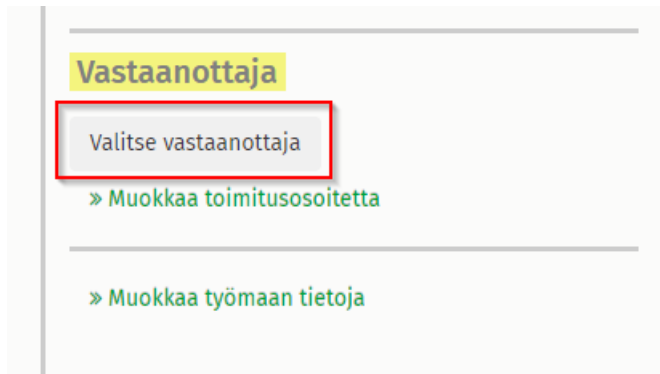 Vastaanottaja
Valitse vastaanottaja
» Muokkaa toimitusosoitetta
» Muokkaa työmaan tietoja